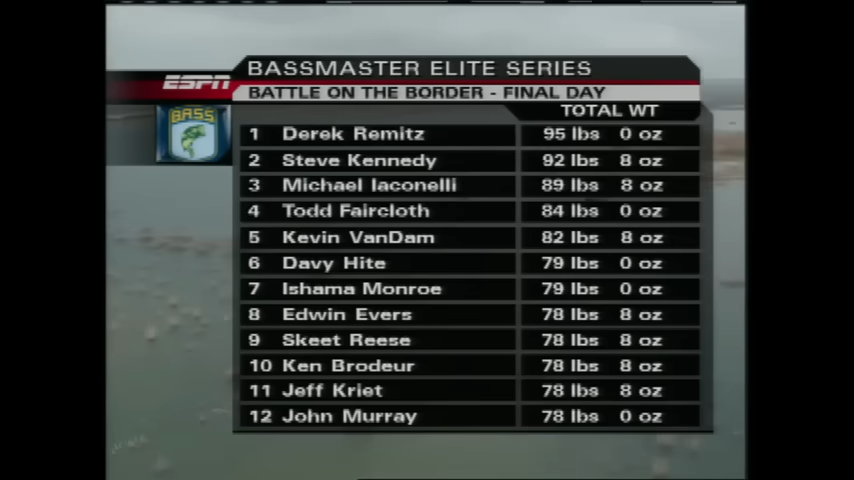 BASSMASTER ELITE SERIES
ESPN
BATTLE ON THE BORDER - FINAL DAY
BASS
TOTAL WT
1 Derek Remitz 95 lbs 0 oz
2 Steve Kennedy 92 lbs 8 oz
3 Michael Iaconelli 89 lbs 8 oz
4 Todd Faircloth 84 lbs 0 oz
5 Kevin VanDam 82 lbs 8 oz
6 Davy Hite 79 lbs 0 oz
7 Ishama Monroe 79 lbs 0 oz
8 Edwin Evers 78 lbs 8 oz
9 Skeet Reese 78 lbs 8 oz
10 Ken Brodeur 78 lbs 8 oz
11 Jeff Kriet 78 lbs 8 oz
12 John Murray 78 lbs 0 oz